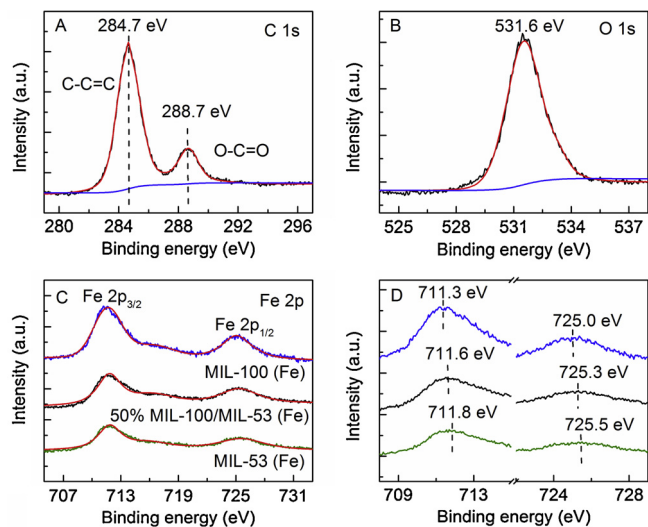 A
284.7 eV
C 1s
C-C=C
288.7 eV
O-C=O
Intensity (a.u.)
280 284 288 292 296
Binding energy (eV)
B
531.6 eV
O 1s
Intensity (a.u.)
525 528 531 534 537
Binding energy (eV)
C
Fe 2p3/2
Fe 2p
Fe 2p1/2
MIL-100 (Fe)
50% MIL-100/MIL-53 (Fe)
MIL-53 (Fe)
Intensity (a.u.)
707 713 719 725 731
Binding energy (eV)
D
711.3 eV
725.0 eV
711.6 eV
725.3 eV
711.8 eV
725.5 eV
Intensity (a.u.)
709 713 724 728
Binding energy (eV)